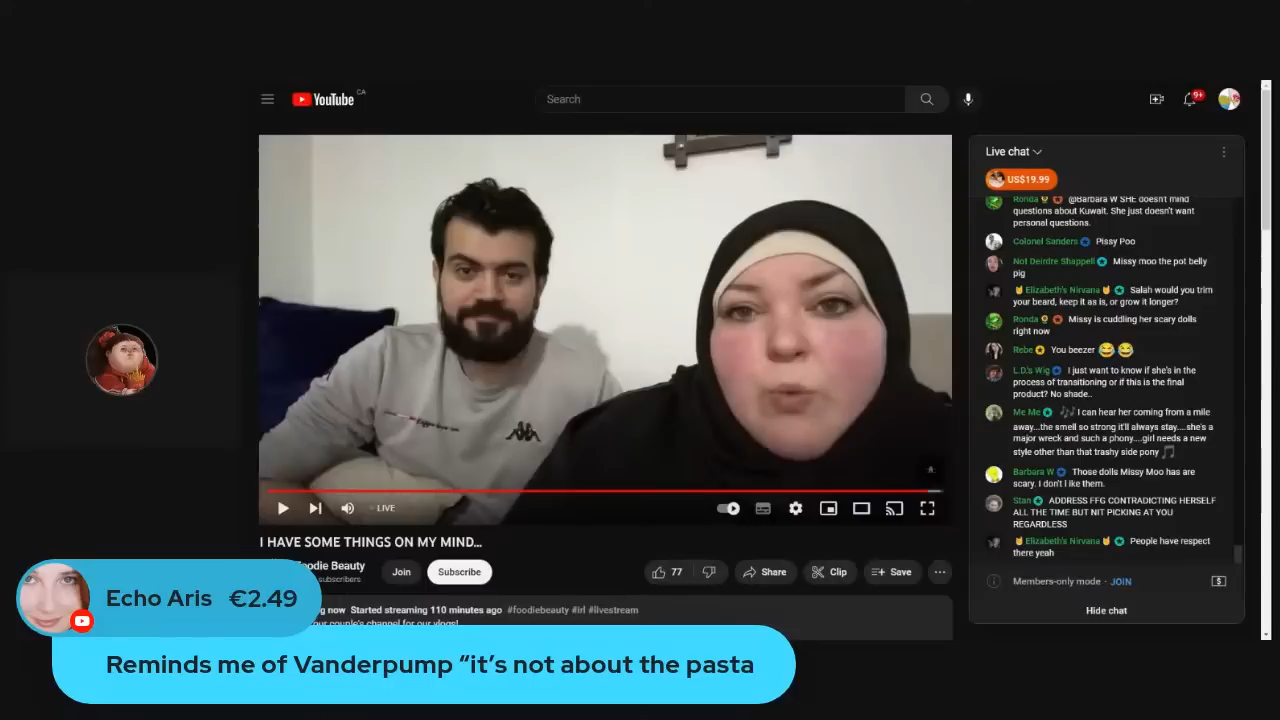 YouTube CA
Search
9+
Live chat
US$19.99
Ronda @Barbara W SHE doesn't mind
questions about Kuwait. She just doesn't want
personal questions.
Colonel Sanders Pissy Poo
Not Deirdre Shappell Missy moo the pot belly
pig
Elizabeth's Nirvana Salah would you trim
your beard, keep it as is, or grow it longer?
Ronda Missy is cuddling her scary dolls
right now
Rebe You beezer
L.D.'s Wig I just want to know if she's in the
process of transitioning or if this is the final
product? No shade..
Me Me I can hear her coming from a mile
away...the smell so strong it'll always stay....she's a
major wreck and such a phony....girl needs a new
style other than that trashy side pony
Barbara W Those dolls Missy Moo has are
scary. I don't like them.
Stan ADDRESS FFG CONTRADICTING HERSELF
ALL THE TIME BUT NIT PICKING AT YOU
REGARDLESS
Elizabeth's Nirvana People have respect
there yeah
Members-only mode · JOIN
Hide chat
LIVE
I HAVE SOME THINGS ON MY MIND...
oodie Beauty
subscribers
Join
Subscribe
77
Share
Clip
Save
g now Started streaming 110 minutes ago #foodiebeauty #irl #livestream
our couple's channel for our vlogs!
Echo Aris €2.49
Reminds me of Vanderpump “it’s not about the pasta